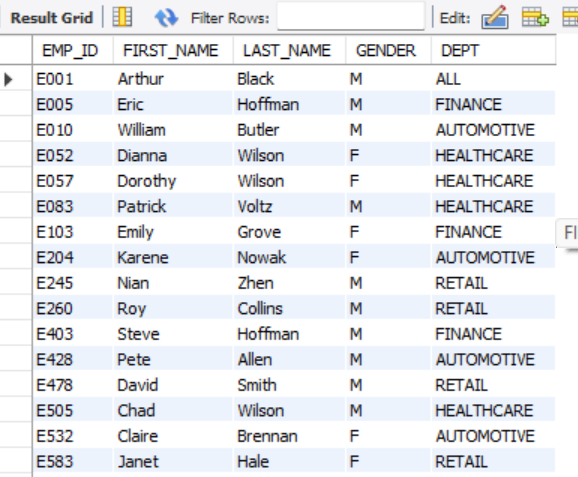 Result Grid Filter Rows: Edit:
EMP_ID FIRST_NAME LAST_NAME GENDER DEPT
E001 Arthur Black M ALL
E005 Eric Hoffman M FINANCE
E010 William Butler M AUTOMOTIVE
E052 Dianna Wilson F HEALTHCARE
E057 Dorothy Wilson F HEALTHCARE
E083 Patrick Voltz M HEALTHCARE
E103 Emily Grove F FINANCE FI
E204 Karene Nowak F AUTOMOTIVE
E245 Nian Zhen M RETAIL
E260 Roy Collins M RETAIL
E403 Steve Hoffman M FINANCE
E428 Pete Allen M AUTOMOTIVE
E478 David Smith M RETAIL
E505 Chad Wilson M HEALTHCARE
E532 Claire Brennan F AUTOMOTIVE
E583 Janet Hale F RETAIL